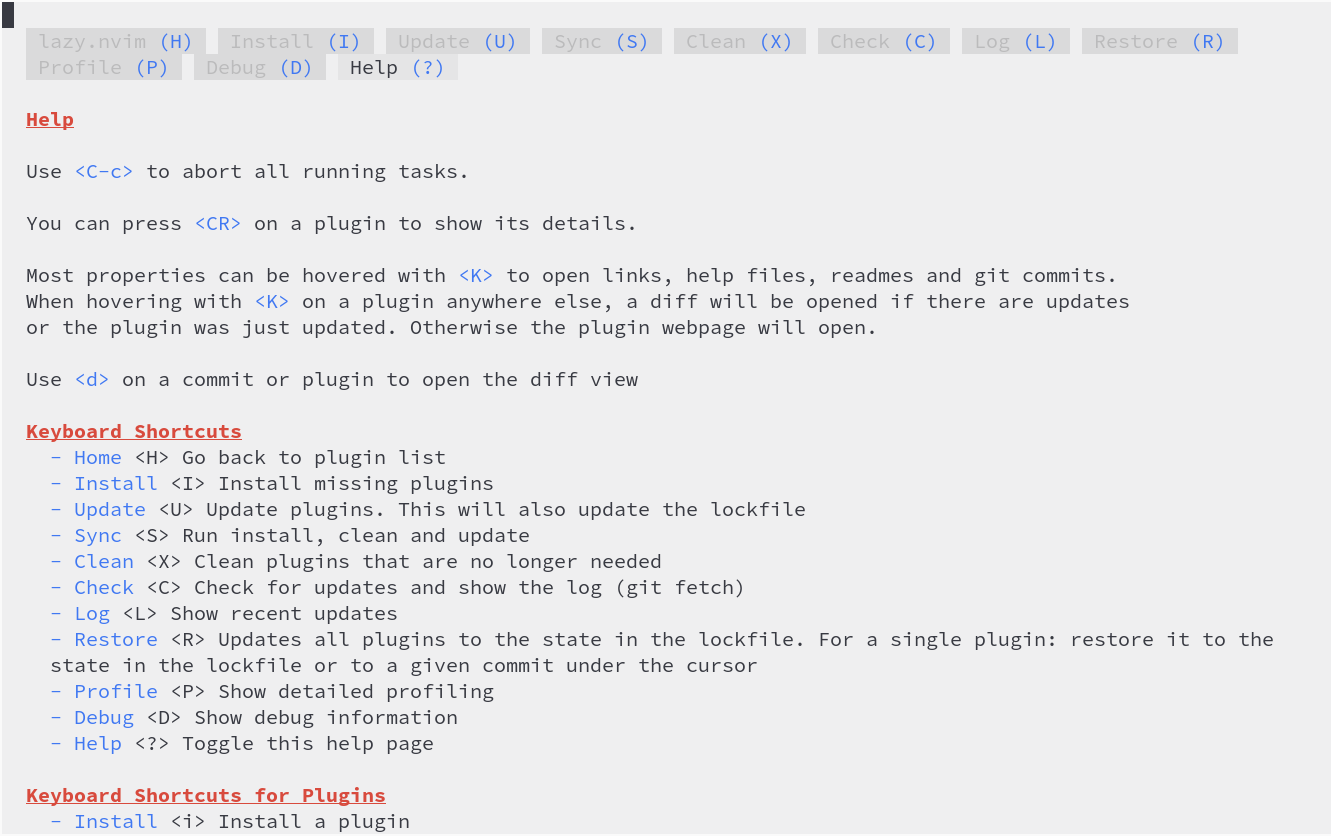 lazy.nvim (H) Install (I) Update (U) Sync (S) Clean (X) Check (C) Log (L) Restore (R)
Profile (P) Debug (D) Help (?)
Help
Use <C-c> to abort all running tasks.
You can press <CR> on a plugin to show its details.
Most properties can be hovered with <K> to open links, help files, readmes and git commits.
When hovering with <K> on a plugin anywhere else, a diff will be opened if there are updates
or the plugin was just updated. Otherwise the plugin webpage will open.
Use <d> on a commit or plugin to open the diff view
Keyboard Shortcuts
- Home <H> Go back to plugin list
- Install <I> Install missing plugins
- Update <U> Update plugins. This will also update the lockfile
- Sync <S> Run install, clean and update
- Clean <X> Clean plugins that are no longer needed
- Check <C> Check for updates and show the log (git fetch)
- Log <L> Show recent updates
- Restore <R> Updates all plugins to the state in the lockfile. For a single plugin: restore it to the
state in the lockfile or to a given commit under the cursor
- Profile <P> Show detailed profiling
- Debug <D> Show debug information
- Help <?> Toggle this help page
Keyboard Shortcuts for Plugins
- Install <i> Install a plugin